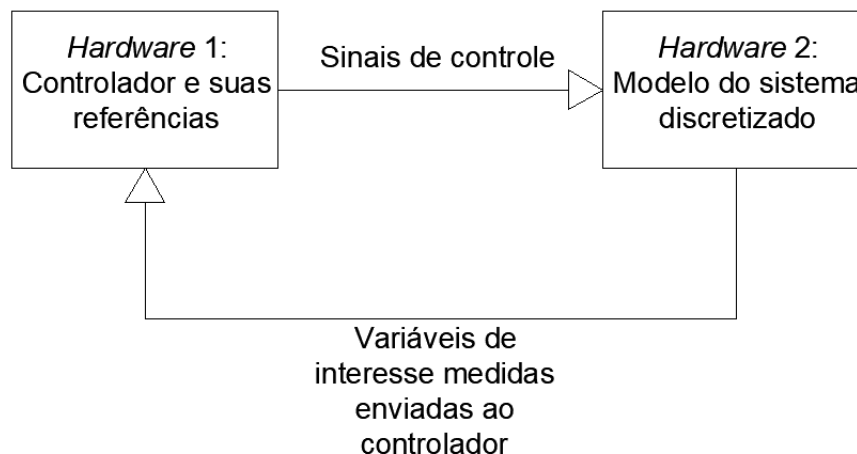 Hardware 1:
Controlador e suas
referências
Sinais de controle
Hardware 2:
Modelo do sistema
discretizado
Variáveis de
interesse medidas
enviadas ao
controlador